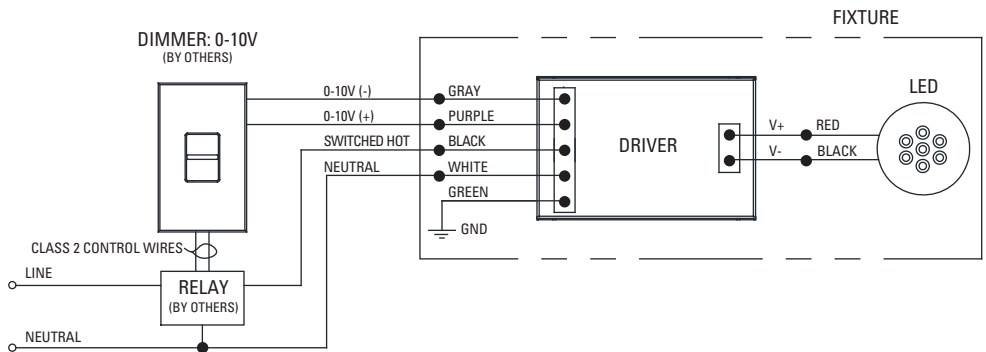 FIXTURE
DIMMER: 0-10V
(BY OTHERS)
LED
0-10V (-)
GRAY
0-10V (+)
PURPLE
SWITCHED HOT
BLACK
NEUTRAL
WHITE
GREEN
GND
DRIVER
V+
RED
V-
BLACK
CLASS 2 CONTROL WIRES
LINE
RELAY
(BY OTHERS)
NEUTRAL